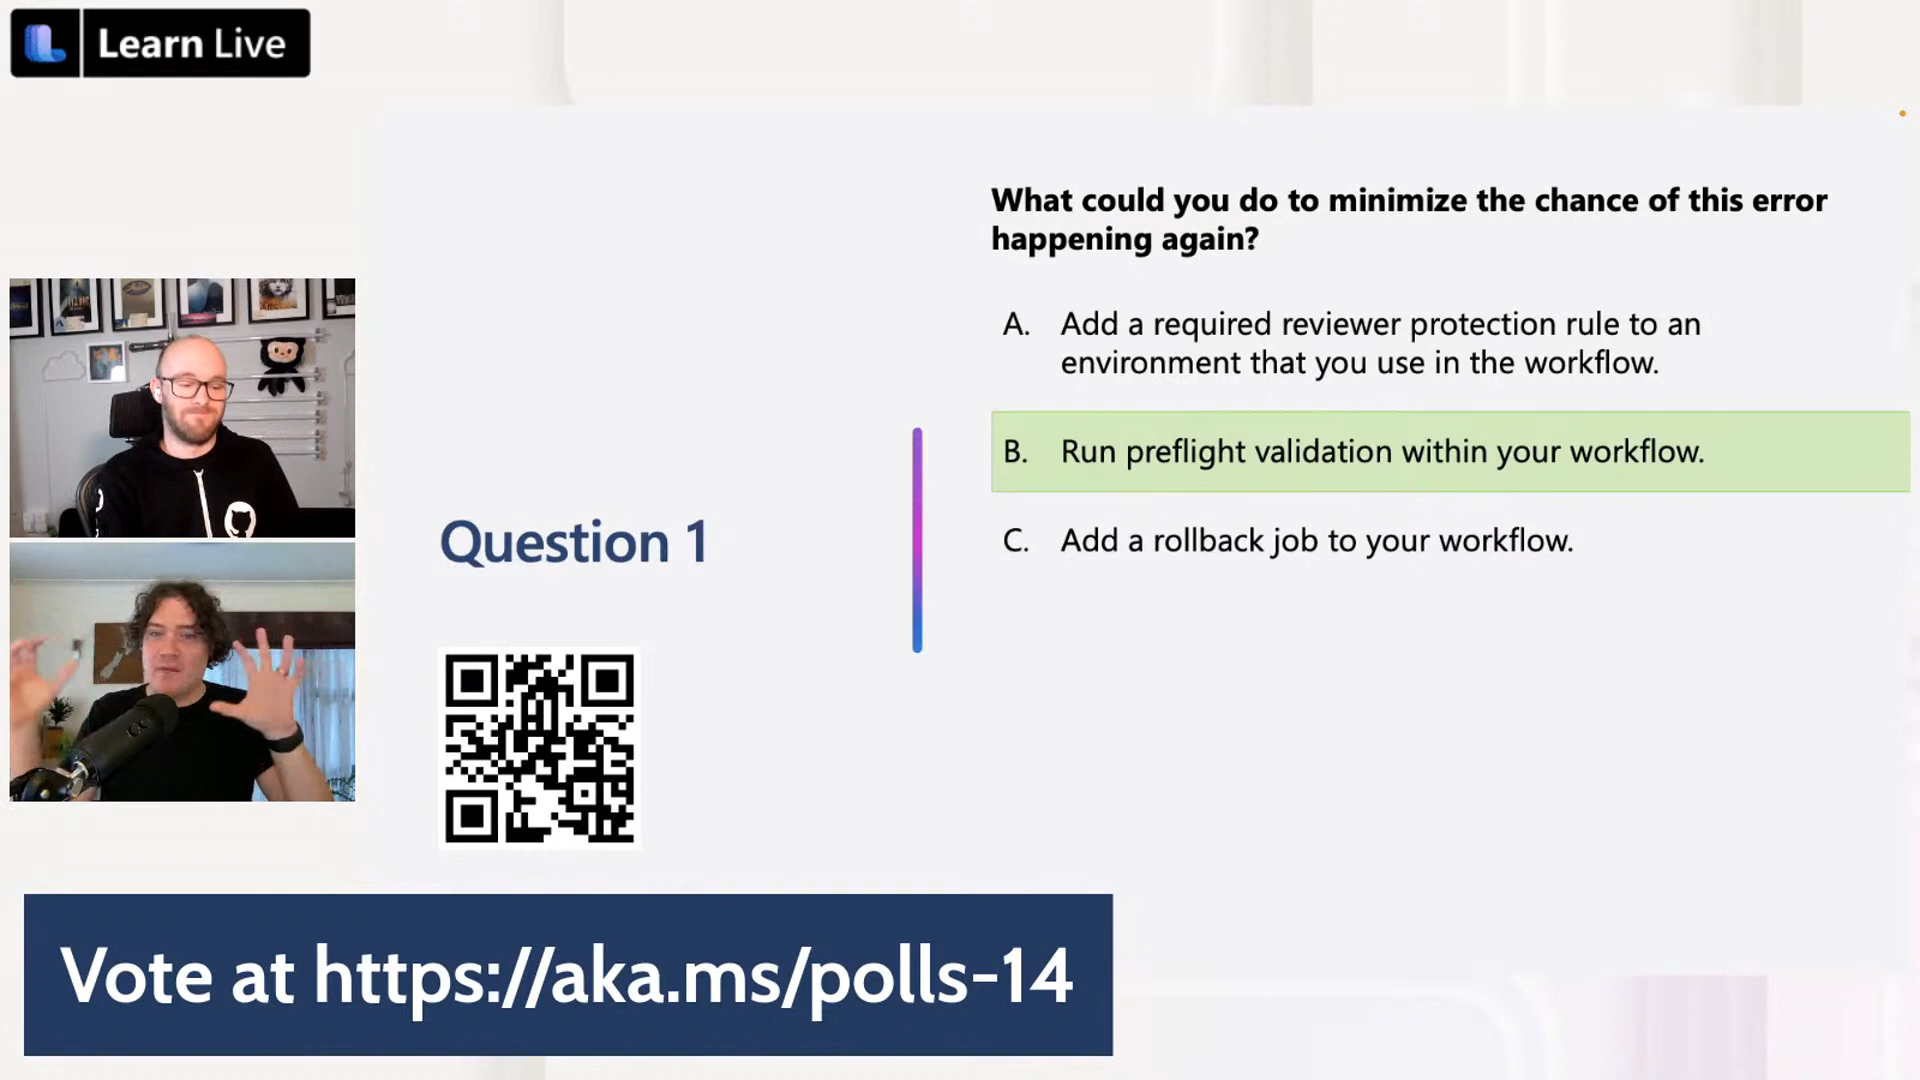 Learn Live
What could you do to minimize the chance of this error
happening again?
A. Add a required reviewer protection rule to an
environment that you use in the workflow.
B. Run preflight validation within your workflow.
C. Add a rollback job to your workflow.
Question 1
Vote at https://aka.ms/polls-14